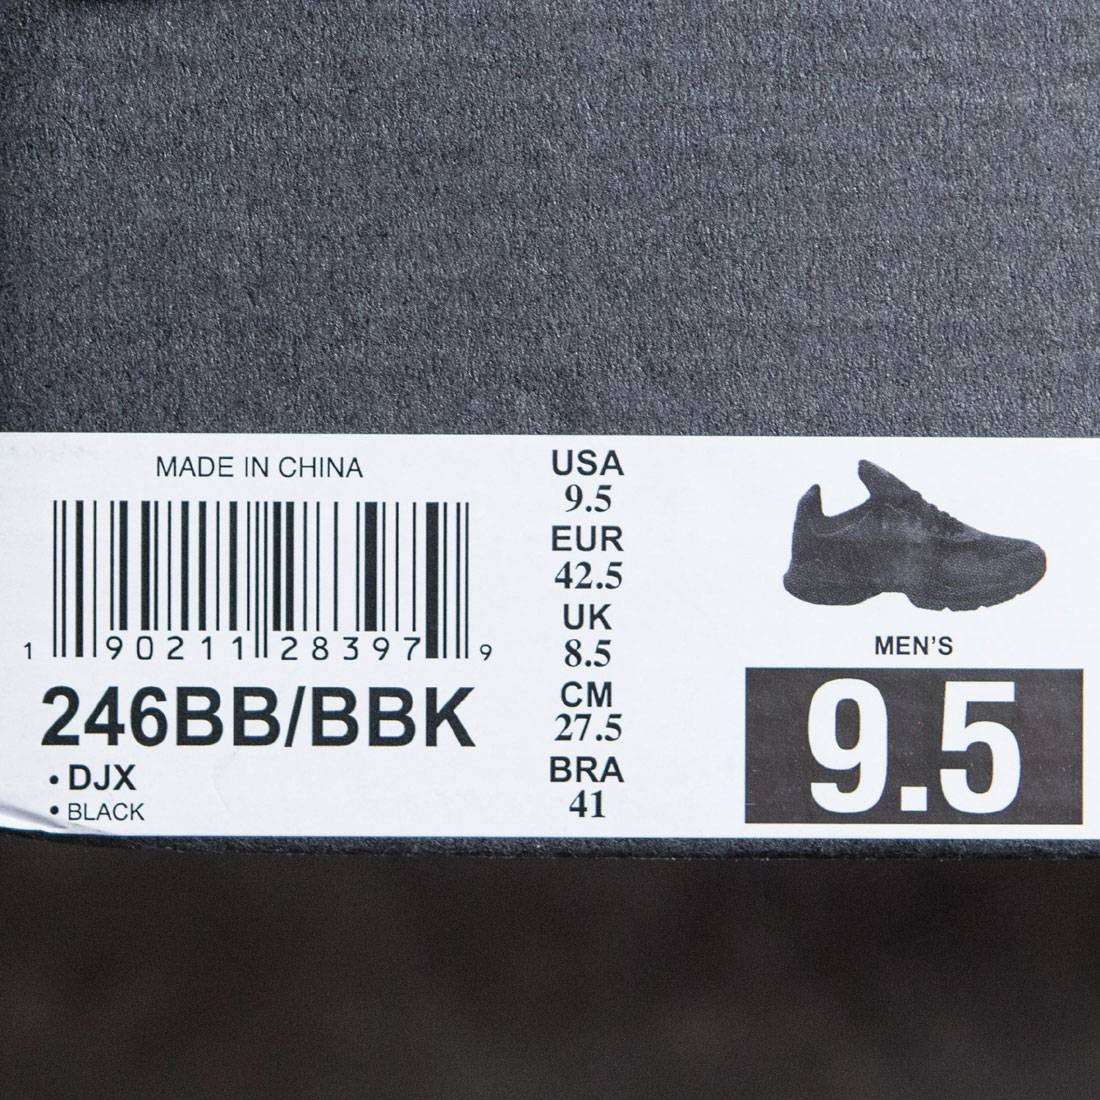 MADE IN CHINA
1 90211 28397 9
246BB/BBK
• DJX
• BLACK
USA
9.5
EUR
42.5
UK
8.5
CM
27.5
BRA
41
MEN'S
9.5